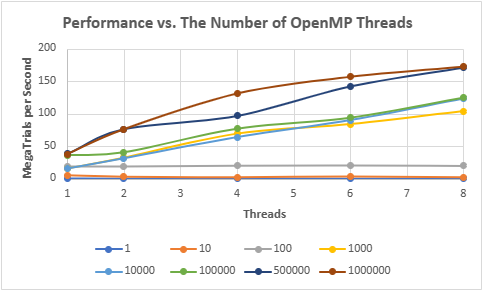 Performance vs. The Number of OpenMP Threads
MegaTrials per Second
200
150
100
50
0
1 2 3 4 5 6 7 8
Threads
1 10 100 1000
10000 100000 500000 1000000